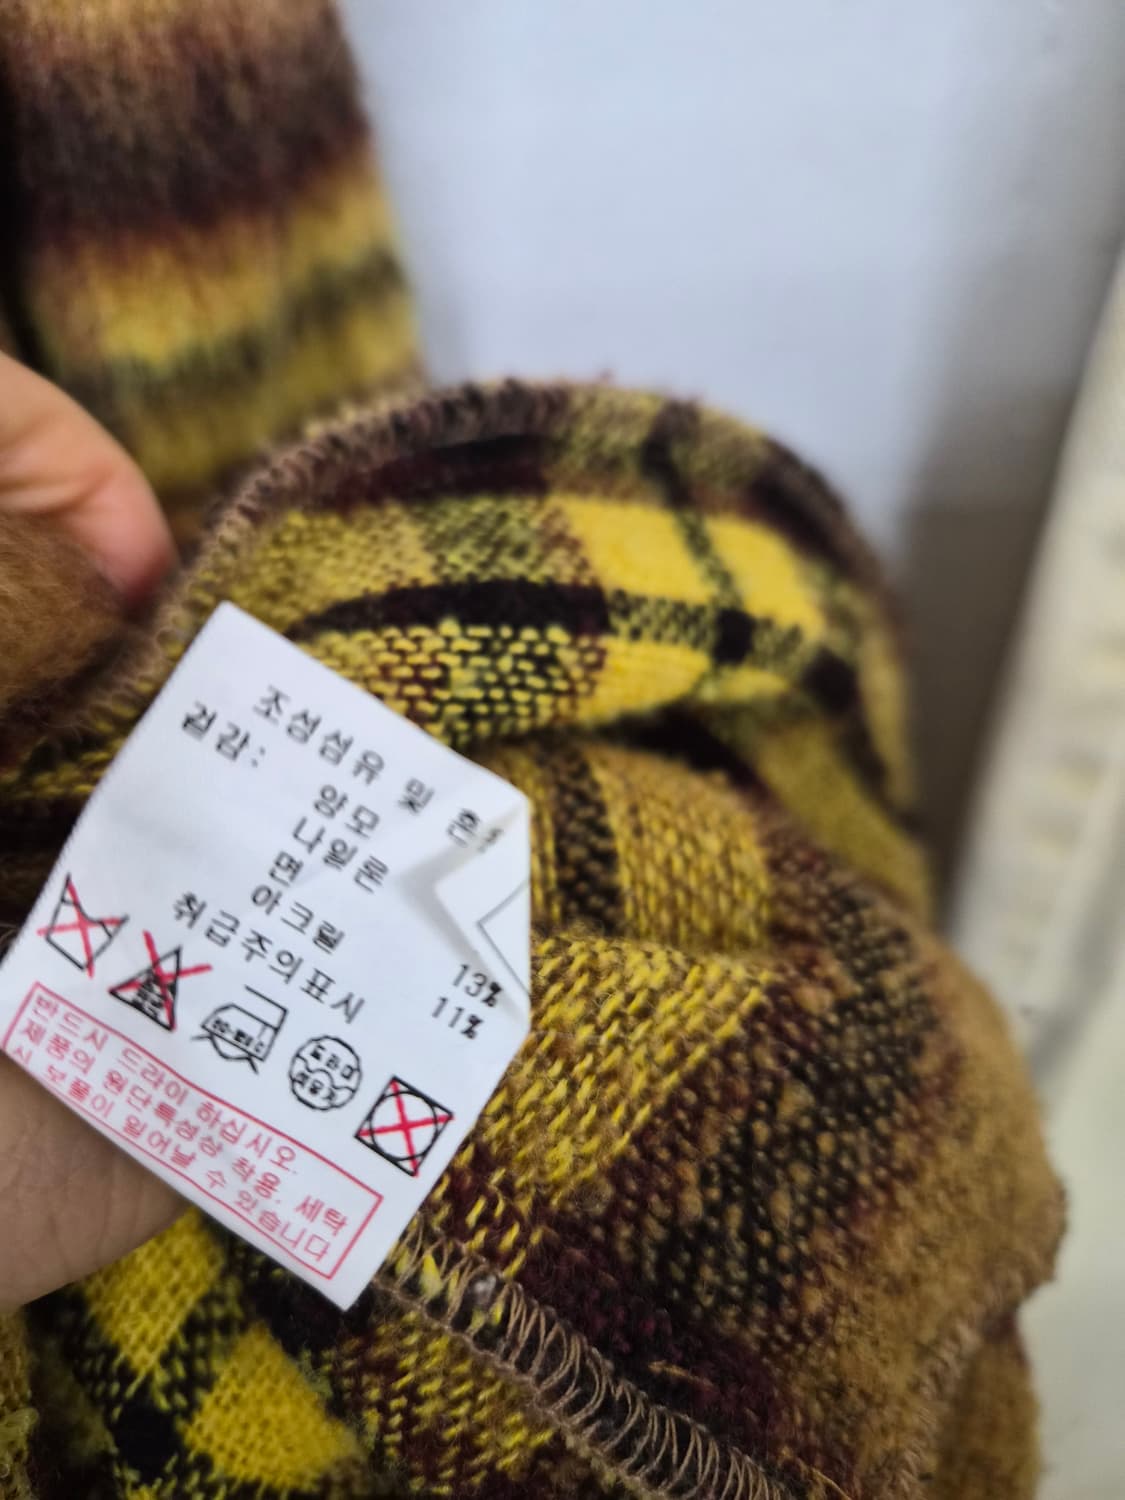 조성섬유 및 혼
겉감:
양모
나일론
면 13%
아크릴 11%
취급주의표시
드라이
반드시 드라이 하십시오.
제품의 원단특성상 착용, 세탁
시 보풀이 일어날 수 있습니다